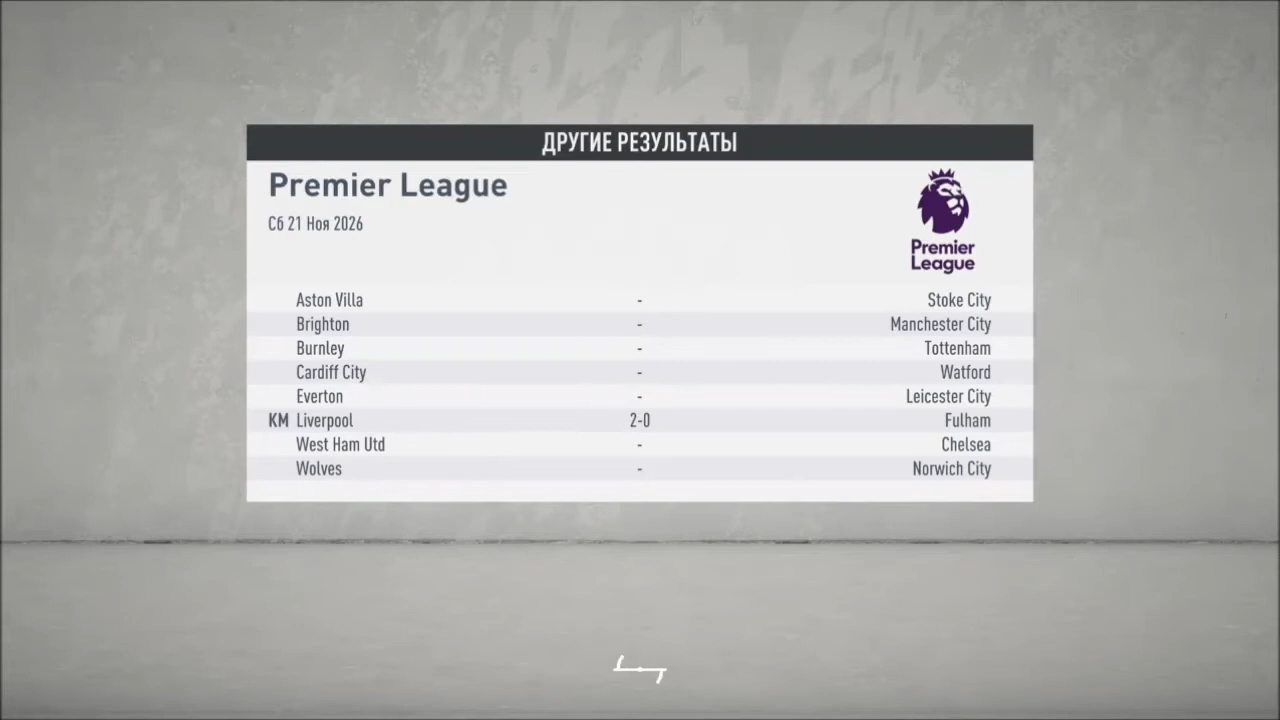 ДРУГИЕ РЕЗУЛЬТАТЫ
Premier League
Сб 21 Ноя 2026
Premier
League
Aston Villa - Stoke City
Brighton - Manchester City
Burnley - Tottenham
Cardiff City - Watford
Everton - Leicester City
КМ Liverpool 2-0 Fulham
West Ham Utd - Chelsea
Wolves - Norwich City